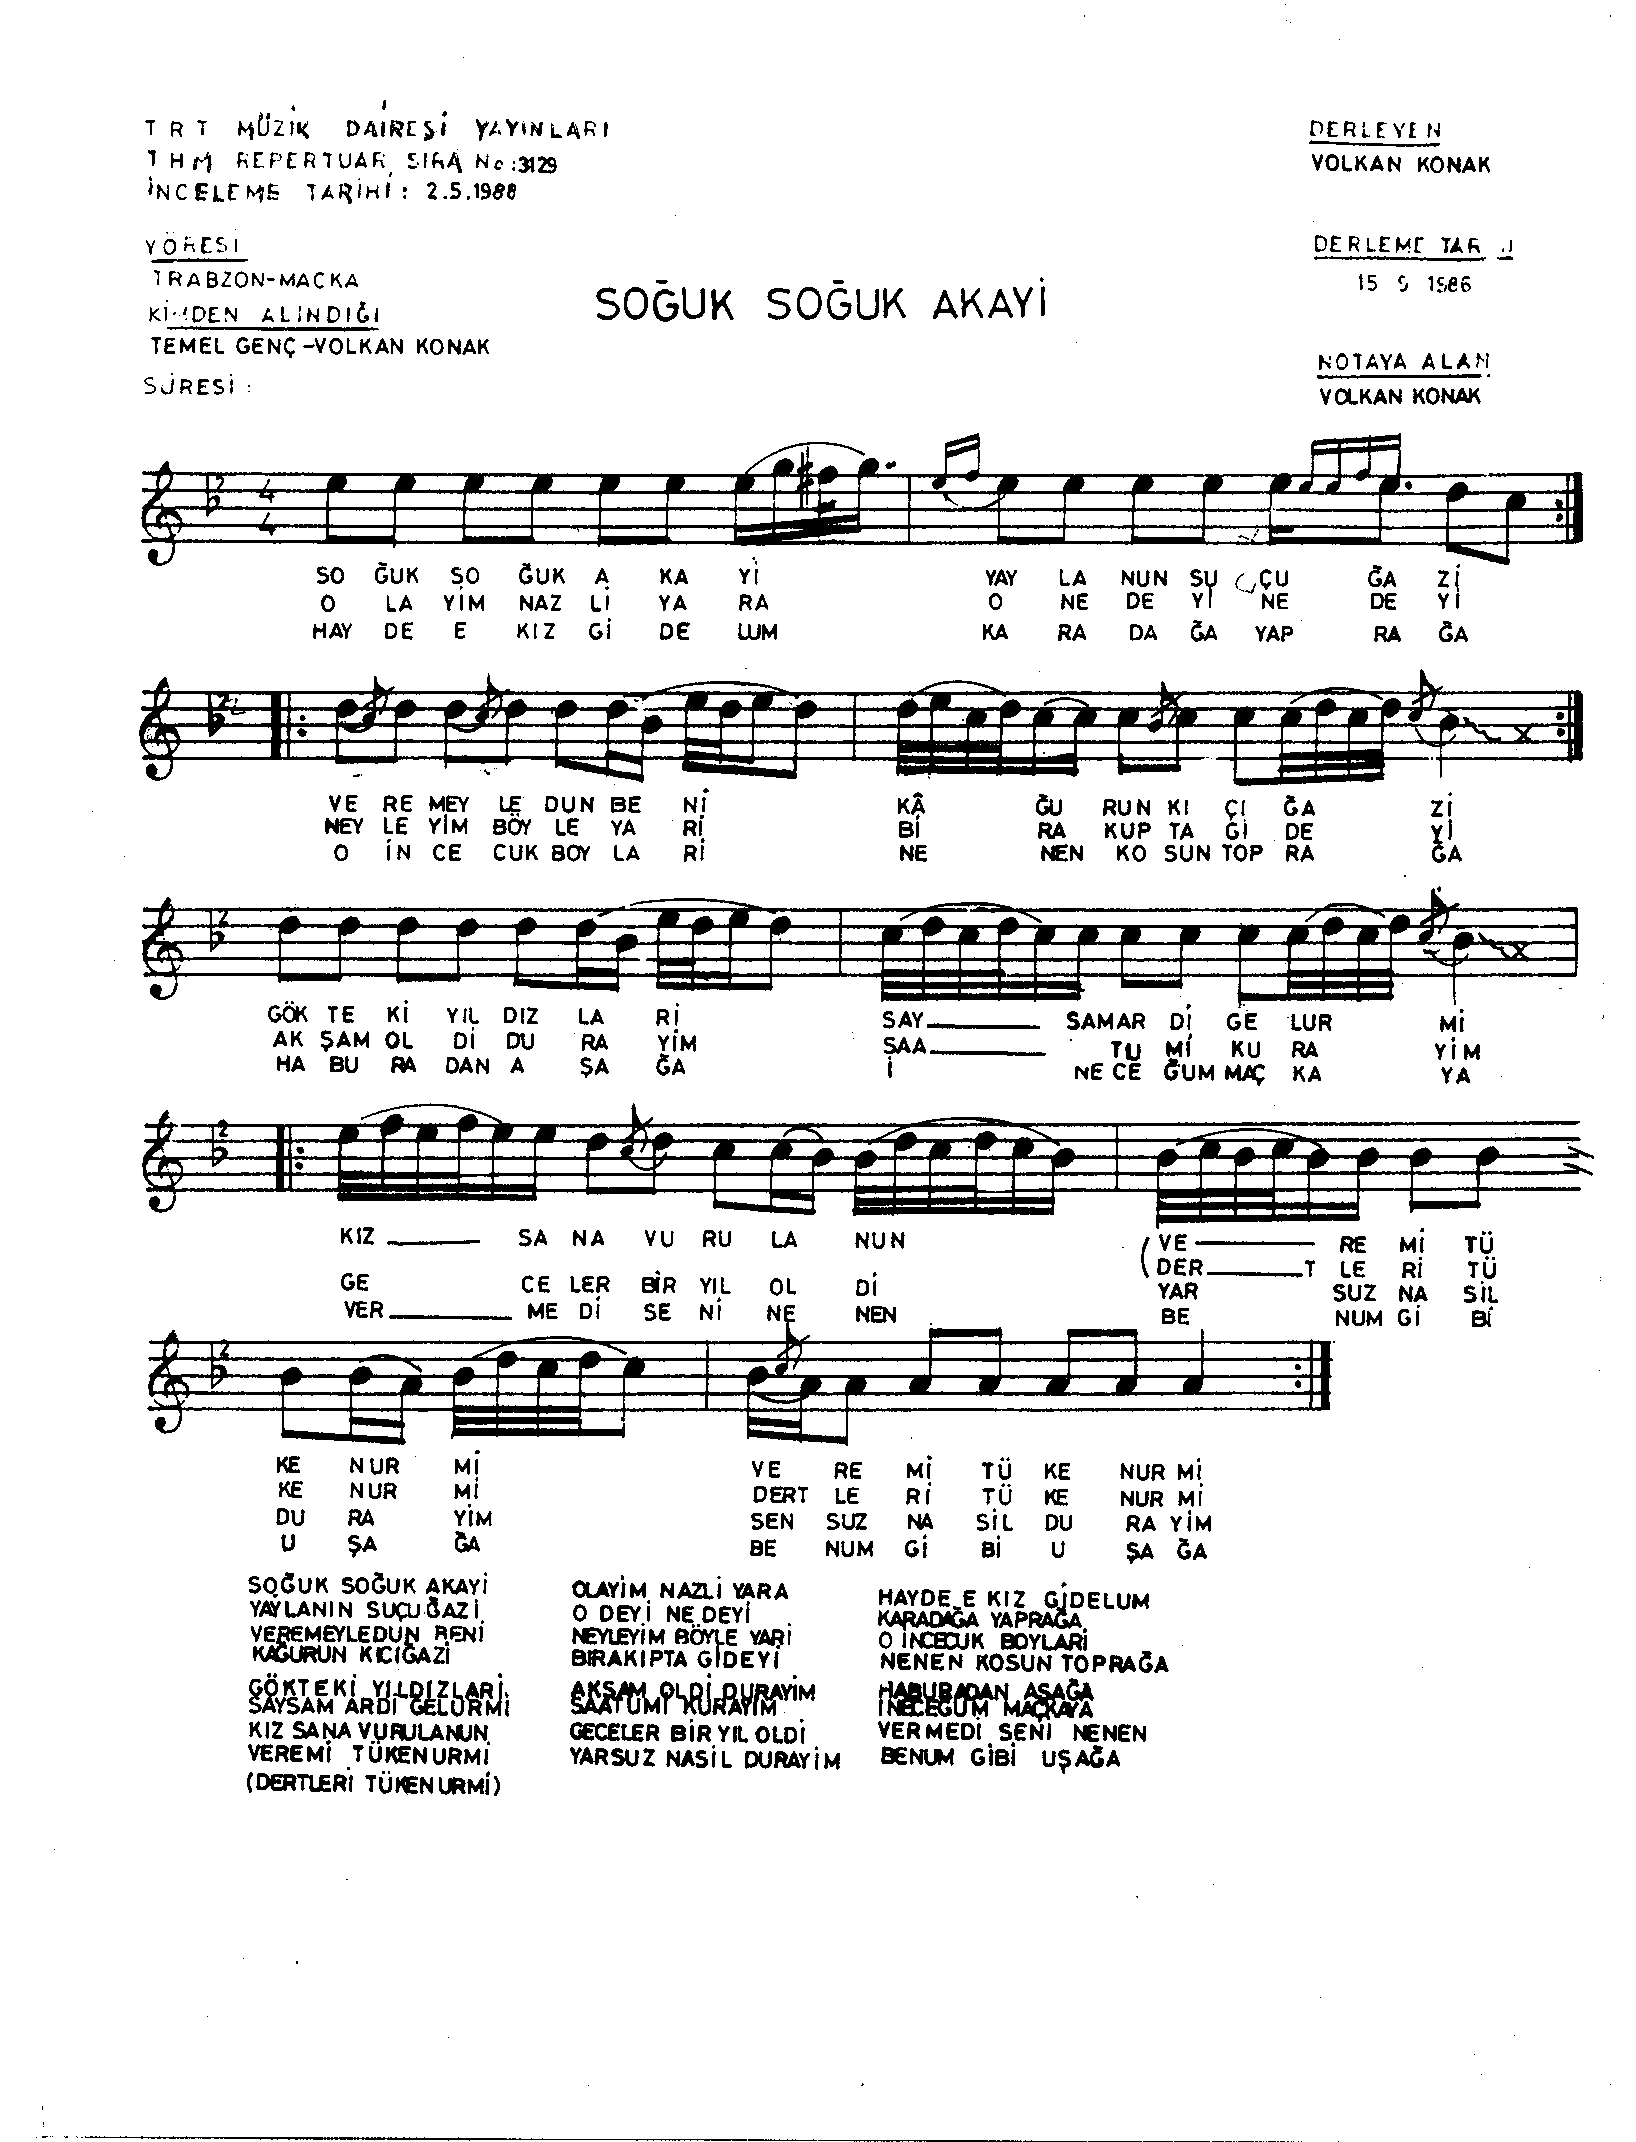 TRT MÜZİK DAİRESİ YAYINLARI
THM REPERTUAR SIRA No:3129
İNCELEME TARİHİ: 2.5.1988
DERLEYEN
VOLKAN KONAK
YÖRESİ
TRABZON-MAÇKA
KİMDEN ALINDIĞI
TEMEL GENÇ-VOLKAN KONAK
SÜRESİ:
DERLEME TAR
15 9 1986
SOĞUK SOĞUK AKAYİ
NOTAYA ALAN
VOLKAN KONAK
SO ĞUK SO ĞUK A KA Yİ YAY LA NUN SU ÇU ĞA Zİ
O LA YİM NAZ Lİ YA RA O NE DE Yİ NE DE Yİ
HAY DE E KIZ Gİ DE LUM KA RA DA ĞA YAP RA ĞA
VE RE MEY LE DUN BE Nİ KÂ ĞU RUN KI ÇI ĞA Zİ
NEY LE YİM BÖY LE YA Rİ Bİ RA KUP TA Gİ DE Yİ
O İN CE CUK BOY LA Rİ NE NEN KO SUN TOP RA ĞA
GÖK TE Kİ YIL DIZ LA Rİ SAY SAMAR Dİ GE LUR Mİ
AK ŞAM OL Dİ DU RA YİM SAA TU Mİ KU RA YİM
HA BU RA DAN A ŞA ĞA İ NE CE ĞUM MAÇ KA YA
KIZ SA NA VU RU LA NUN (VE RE Mİ TÜ
(DER T LE Rİ TÜ
GE CE LER BİR YIL OL Dİ YAR SUZ NA SİL
VER ME Dİ SE Nİ NE NEN BE NUM Gİ Bİ
KE NUR Mİ VE RE Mİ TÜ KE NUR Mİ
KE NUR Mİ DERT LE Rİ TÜ KE NUR Mİ
DU RA YİM SEN SUZ NA SİL DU RA YİM
U ŞA ĞA BE NUM Gİ Bİ U ŞA ĞA
SOĞUK SOĞUK AKAYİ
YAYLANIN SUÇUĞAZİ
VEREMEYLEDUN BENİ
KAĞURUN KICIĞAZİ
GÖKTEKİ YILDIZLARİ
SAYSAM ARDİ GELURMİ
KIZ SANA VURULANUN
VEREMİ TÜKENURMİ
(DERTLERİ TÜKENURMİ)
OLAYİM NAZLİ YARA
O DEYİ NE DEYİ
NEYLEYİM BÖYLE YARİ
BIRAKIPTA GİDEYİ
AKŞAM OLDİ DURAYİM
SAATUMİ KURAYİM
GECELER BİR YIL OLDİ
YARSUZ NASİL DURAYİM
HAYDE E KIZ GİDELUM
KARADAĞA YAPRAĞA
O İNCECUK BOYLARİ
NENEN KOSUN TOPRAĞA
HABURADAN AŞAĞA
İNECEĞUM MAÇKAYA
VERMEDİ SENİ NENEN
BENUM GİBİ UŞAĞA